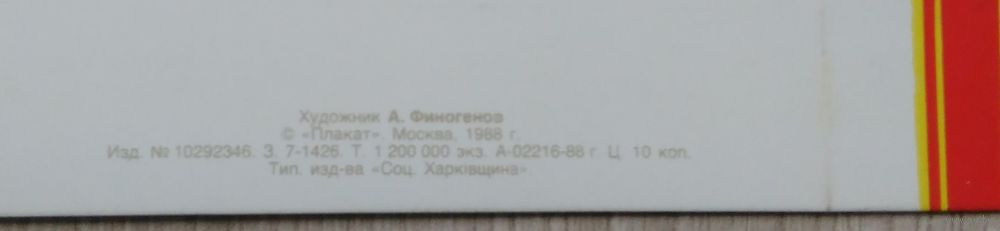 Художник А. Финогенов
© «Плакат». Москва, 1988 г.
Изд. № 10292346. З. 7-1426. Т. 1 200 000 экз. А-02216-88 г. Ц. 10 коп.
Тип. изд-ва «Соц. Харківщина»